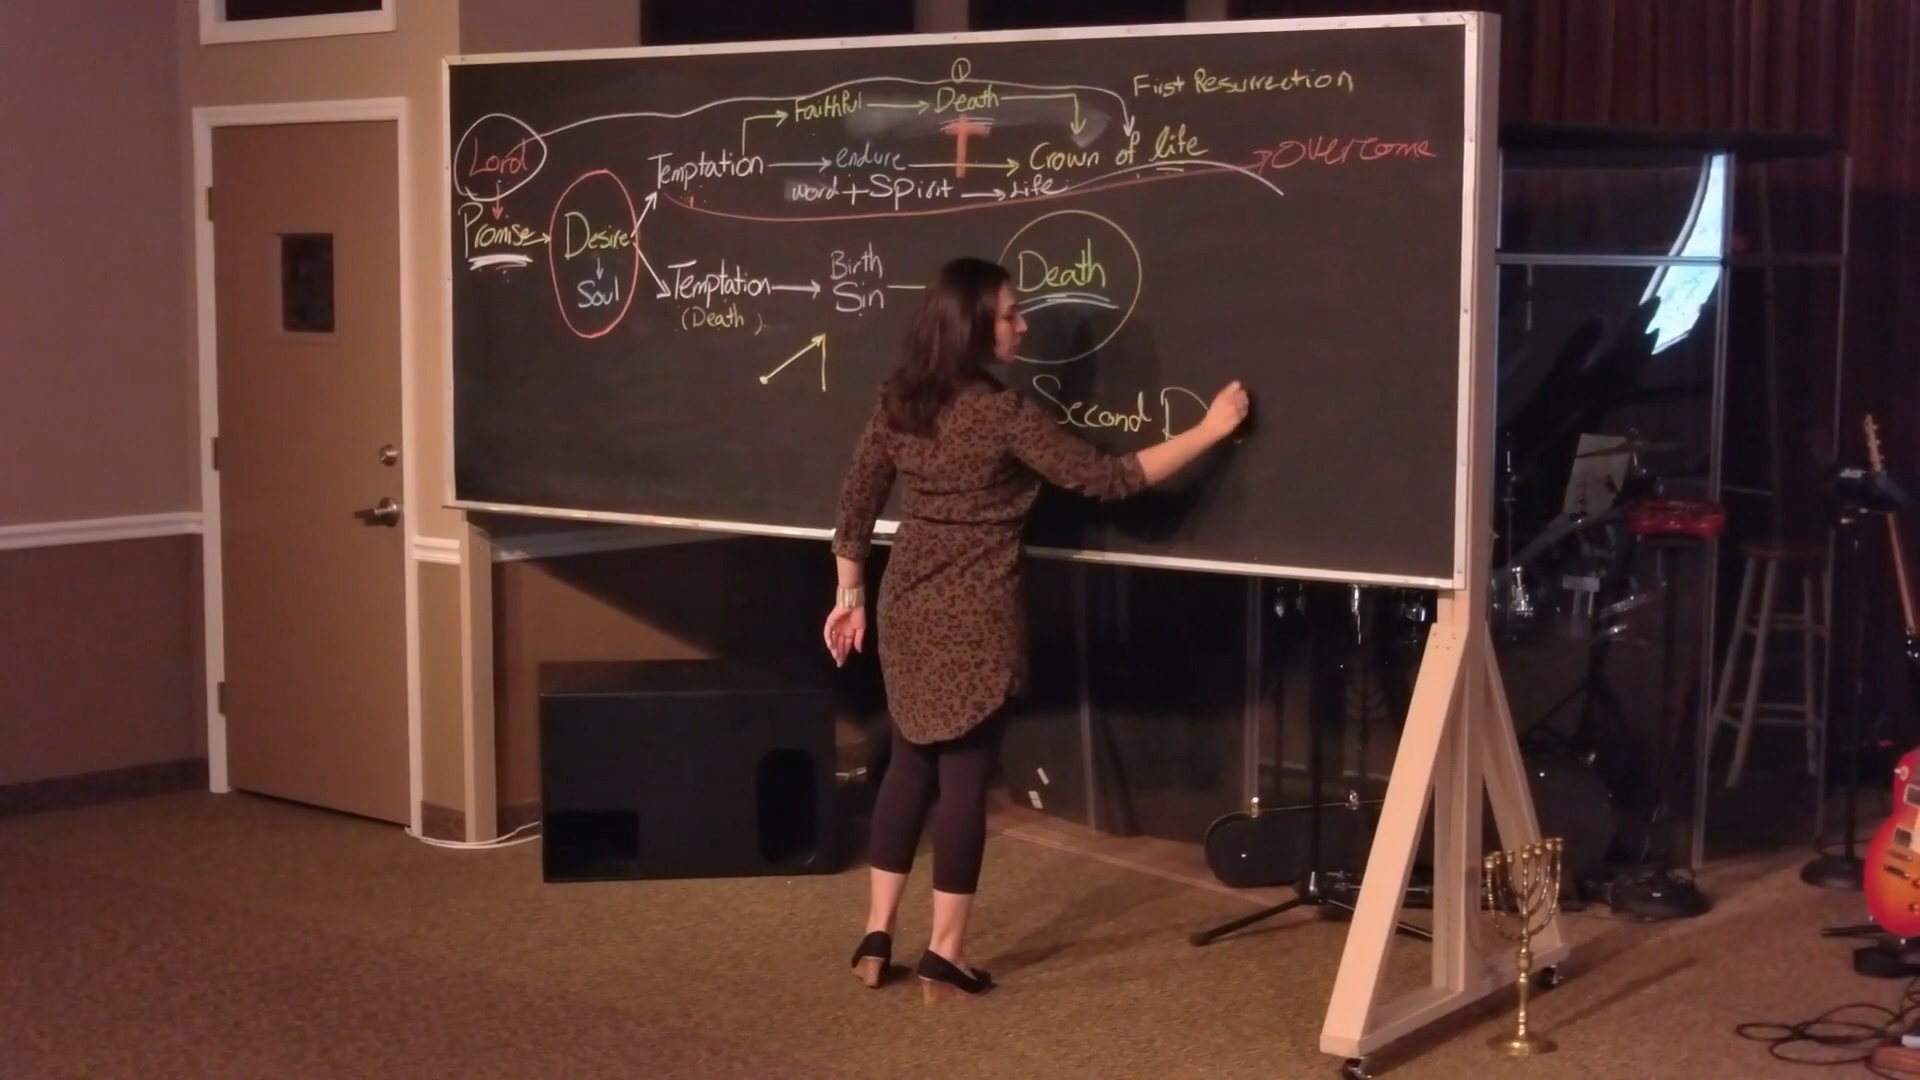 ①
Faithful Death First Resurrection
Lord Temptation endure Crown of life Overcome
word + Spirit Life
Promise Desire
Soul
Temptation Birth Death
Sin
(Death)
Second D